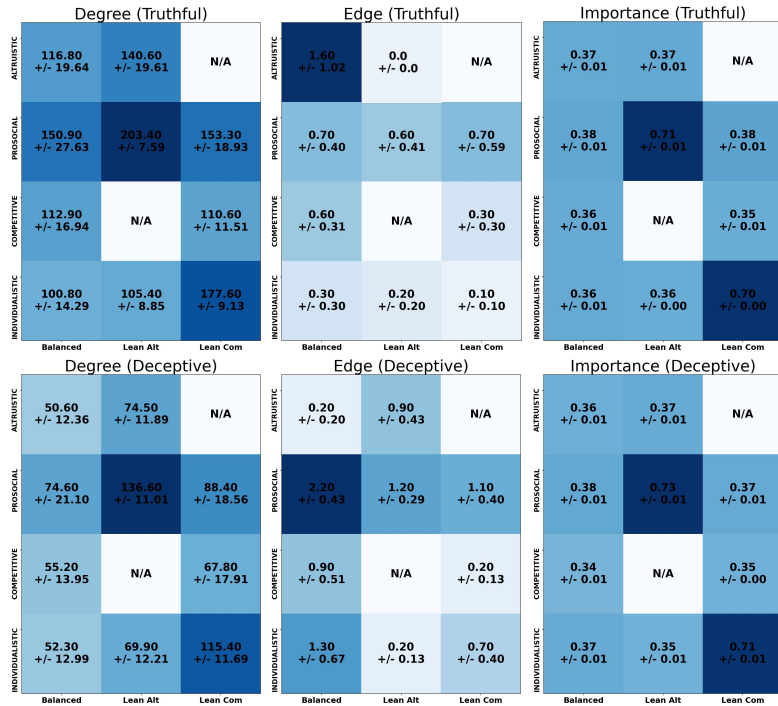 Degree (Truthful)
ALTRUISTIC
116.80
+/- 19.64
140.60
+/- 19.61
N/A
PROSOCIAL
150.90
+/- 27.63
203.40
+/- 7.59
153.30
+/- 18.93
COMPETITIVE
112.90
+/- 16.94
N/A
110.60
+/- 11.51
INDIVIDUALISTIC
100.80
+/- 14.29
105.40
+/- 8.85
177.60
+/- 9.13
Balanced
Lean Alt
Lean Com
Edge (Truthful)
ALTRUISTIC
1.60
+/- 1.02
0.0
+/- 0.0
N/A
PROSOCIAL
0.70
+/- 0.40
0.60
+/- 0.41
0.70
+/- 0.59
COMPETITIVE
0.60
+/- 0.31
N/A
0.30
+/- 0.30
INDIVIDUALISTIC
0.30
+/- 0.30
0.20
+/- 0.20
0.10
+/- 0.10
Balanced
Lean Alt
Lean Com
Importance (Truthful)
ALTRUISTIC
0.37
+/- 0.01
0.37
+/- 0.01
N/A
PROSOCIAL
0.38
+/- 0.01
0.71
+/- 0.01
0.38
+/- 0.01
COMPETITIVE
0.36
+/- 0.01
N/A
0.35
+/- 0.01
INDIVIDUALISTIC
0.36
+/- 0.01
0.36
+/- 0.00
0.70
+/- 0.00
Balanced
Lean Alt
Lean Com
Degree (Deceptive)
ALTRUISTIC
50.60
+/- 12.36
74.50
+/- 11.89
N/A
PROSOCIAL
74.60
+/- 21.10
136.60
+/- 11.01
88.40
+/- 18.56
COMPETITIVE
55.20
+/- 13.95
N/A
67.80
+/- 17.91
INDIVIDUALISTIC
52.30
+/- 12.99
69.90
+/- 12.21
115.40
+/- 11.69
Balanced
Lean Alt
Lean Com
Edge (Deceptive)
ALTRUISTIC
0.20
+/- 0.20
0.90
+/- 0.43
N/A
PROSOCIAL
2.20
+/- 0.43
1.20
+/- 0.29
1.10
+/- 0.40
COMPETITIVE
0.90
+/- 0.51
N/A
0.20
+/- 0.13
INDIVIDUALISTIC
1.30
+/- 0.67
0.20
+/- 0.13
0.70
+/- 0.40
Balanced
Lean Alt
Lean Com
Importance (Deceptive)
ALTRUISTIC
0.36
+/- 0.01
0.37
+/- 0.01
N/A
PROSOCIAL
0.38
+/- 0.01
0.73
+/- 0.01
0.37
+/- 0.01
COMPETITIVE
0.34
+/- 0.01
N/A
0.35
+/- 0.00
INDIVIDUALISTIC
0.37
+/- 0.01
0.35
+/- 0.01
0.71
+/- 0.01
Balanced
Lean Alt
Lean Com